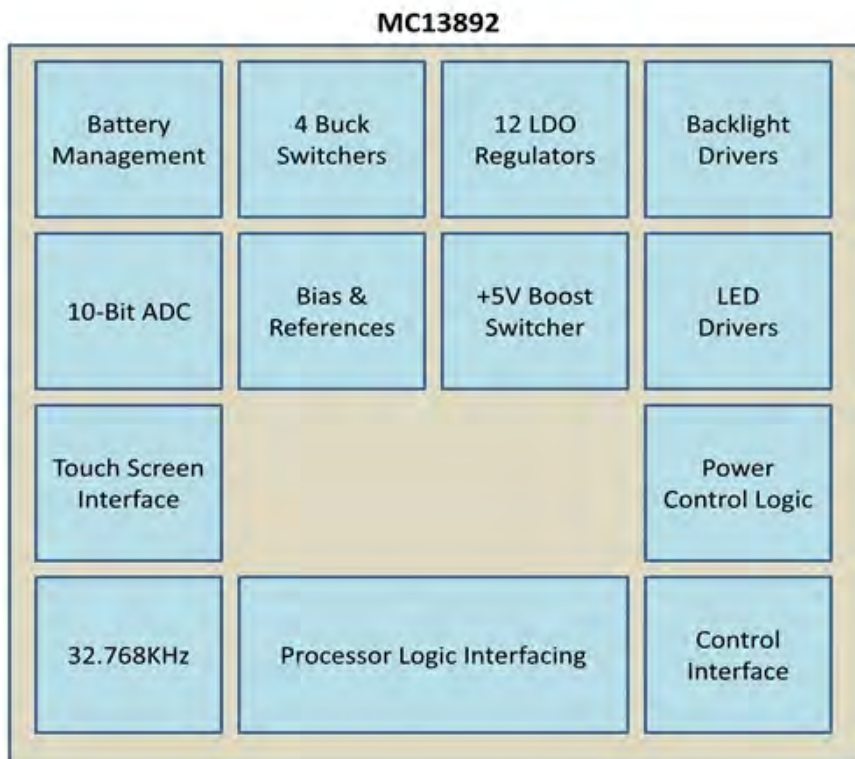 MC13892
Battery
Management
4 Buck
Switchers
12 LDO
Regulators
Backlight
Drivers
10-Bit ADC
Bias &
References
+5V Boost
Switcher
LED
Drivers
Touch Screen
Interface
Power
Control Logic
32.768KHz
Processor Logic Interfacing
Control
Interface